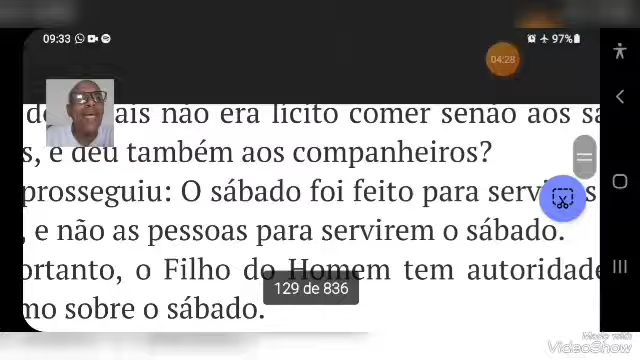 09:33
97%
04:28
ais não era lícito comer senão aos
s, e deu também aos companheiros?
prosseguiu: O sábado foi feito para
, e não as pessoas para servirem o sábado.
ortanto, o Filho do Homem tem autoridade
mo sobre o sábado.
129 de 836
Made with
VideoShow